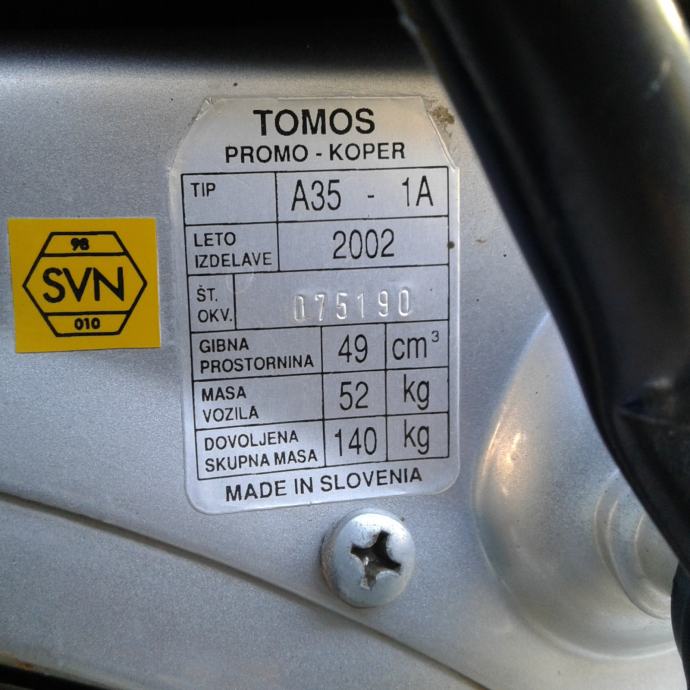 TOMOS
PROMO - KOPER
TIP A35 - 1A
LETO IZDELAVE 2002
ŠT. OKV. 075190
GIBNA PROSTORNINA 49 cm³
MASA VOZILA 52 kg
DOVOLJENA SKUPNA MASA 140 kg
MADE IN SLOVENIA
98
SVN
010